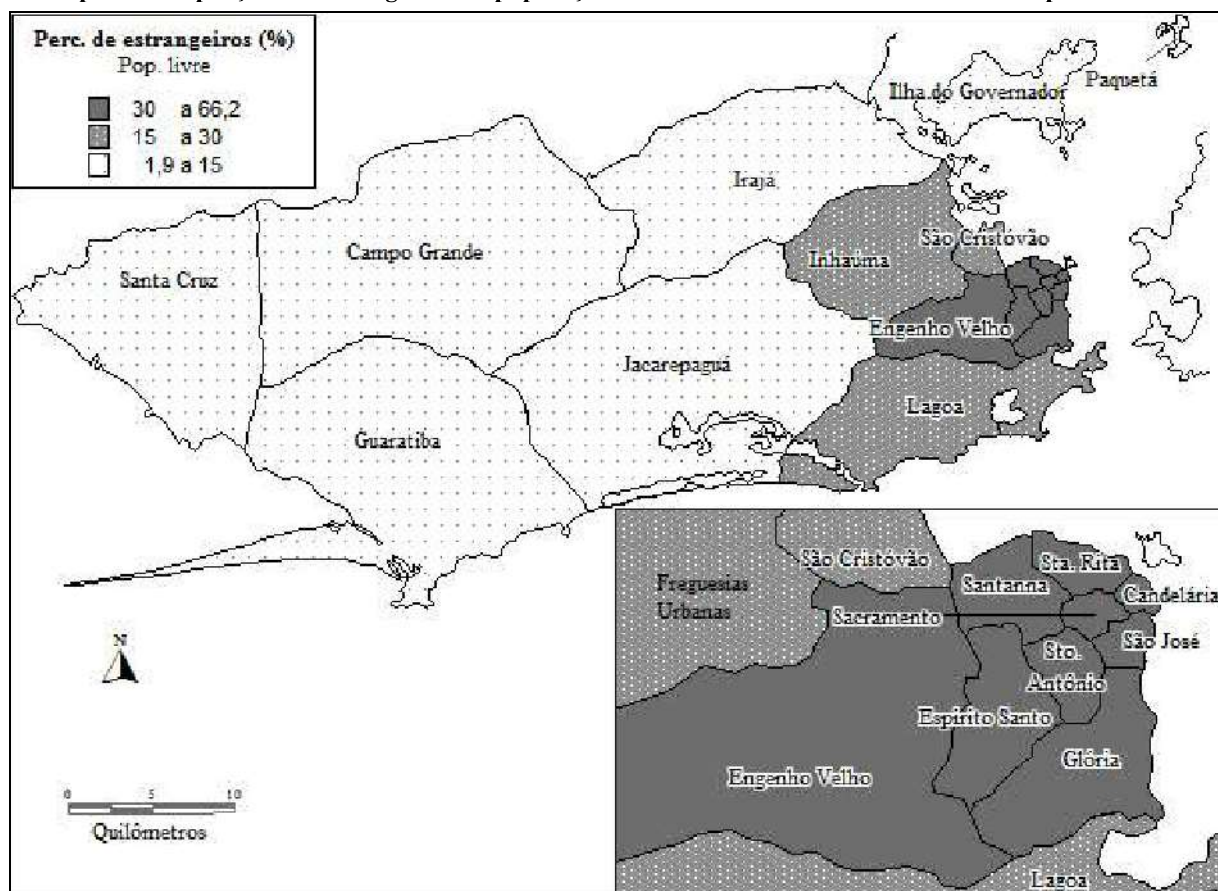 Perc. de estrangeiros (%)
Pop. livre
30 a 66,2
15 a 30
1,9 a 15
Paquetá
Ilha do Governador
Irajá
São Cristóvão
Inhauma
Campo Grande
Santa Cruz
Engenho Velho
Jacarepaguá
Lagoa
Guaratiba
N
0 5 10
Quilômetros
Freguesias
Urbanas
São Cristóvão
Sta. Rita
Santanna
Candelária
Sacramento
São José
Sto.
Antônio
Espírito Santo
Glória
Engenho Velho
Lagoa